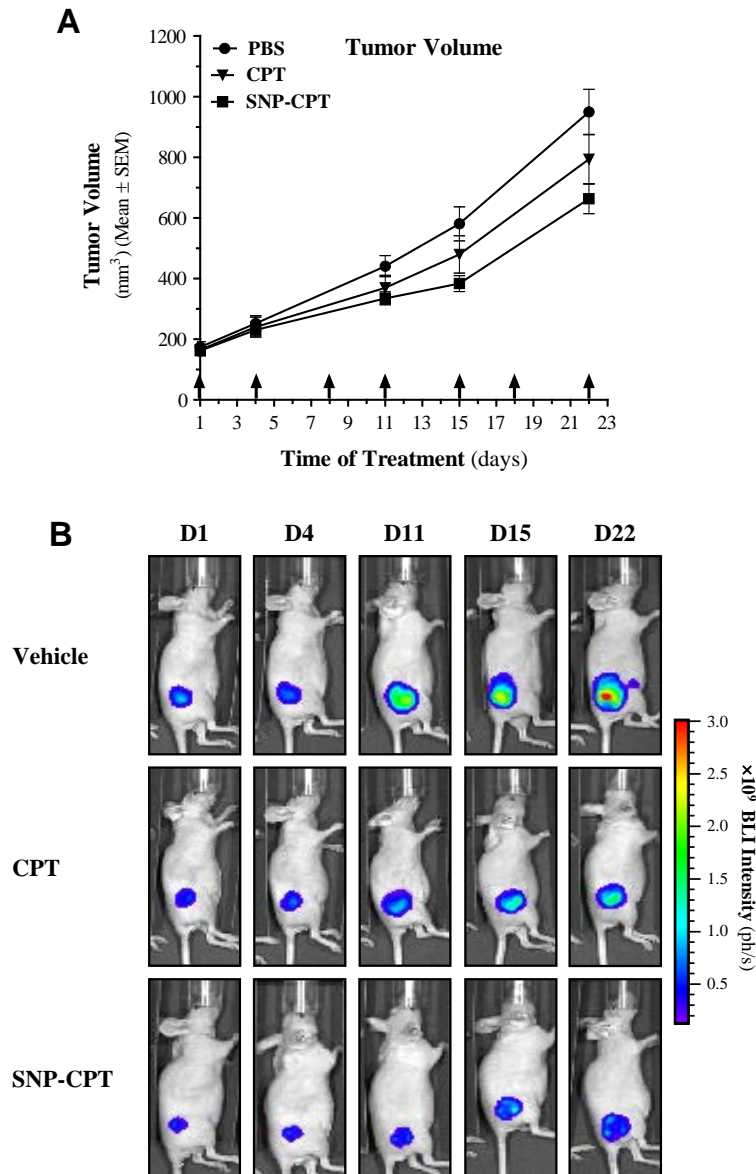 A
Tumor Volume
PBS
CPT
SNP-CPT
1200
1000
800
600
400
200
0
Tumor Volume
(mm³) (Mean ± SEM)
1 3 5 7 9 11 13 15 17 19 21 23
Time of Treatment (days)
B
D1 D4 D11 D15 D22
Vehicle
CPT
SNP-CPT
3.0
2.5
2.0
1.5
1.0
0.5
×10⁹ BLI Intensity (ph/s)